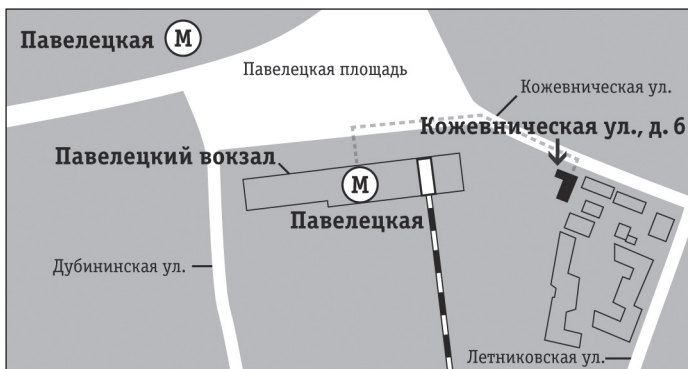 Павелецкая М
Павелецкая площадь
Кожевническая ул.
Кожевническая ул., д. 6
Павелецкий вокзал
М
Павелецкая
Дубининская ул.
Летниковская ул.